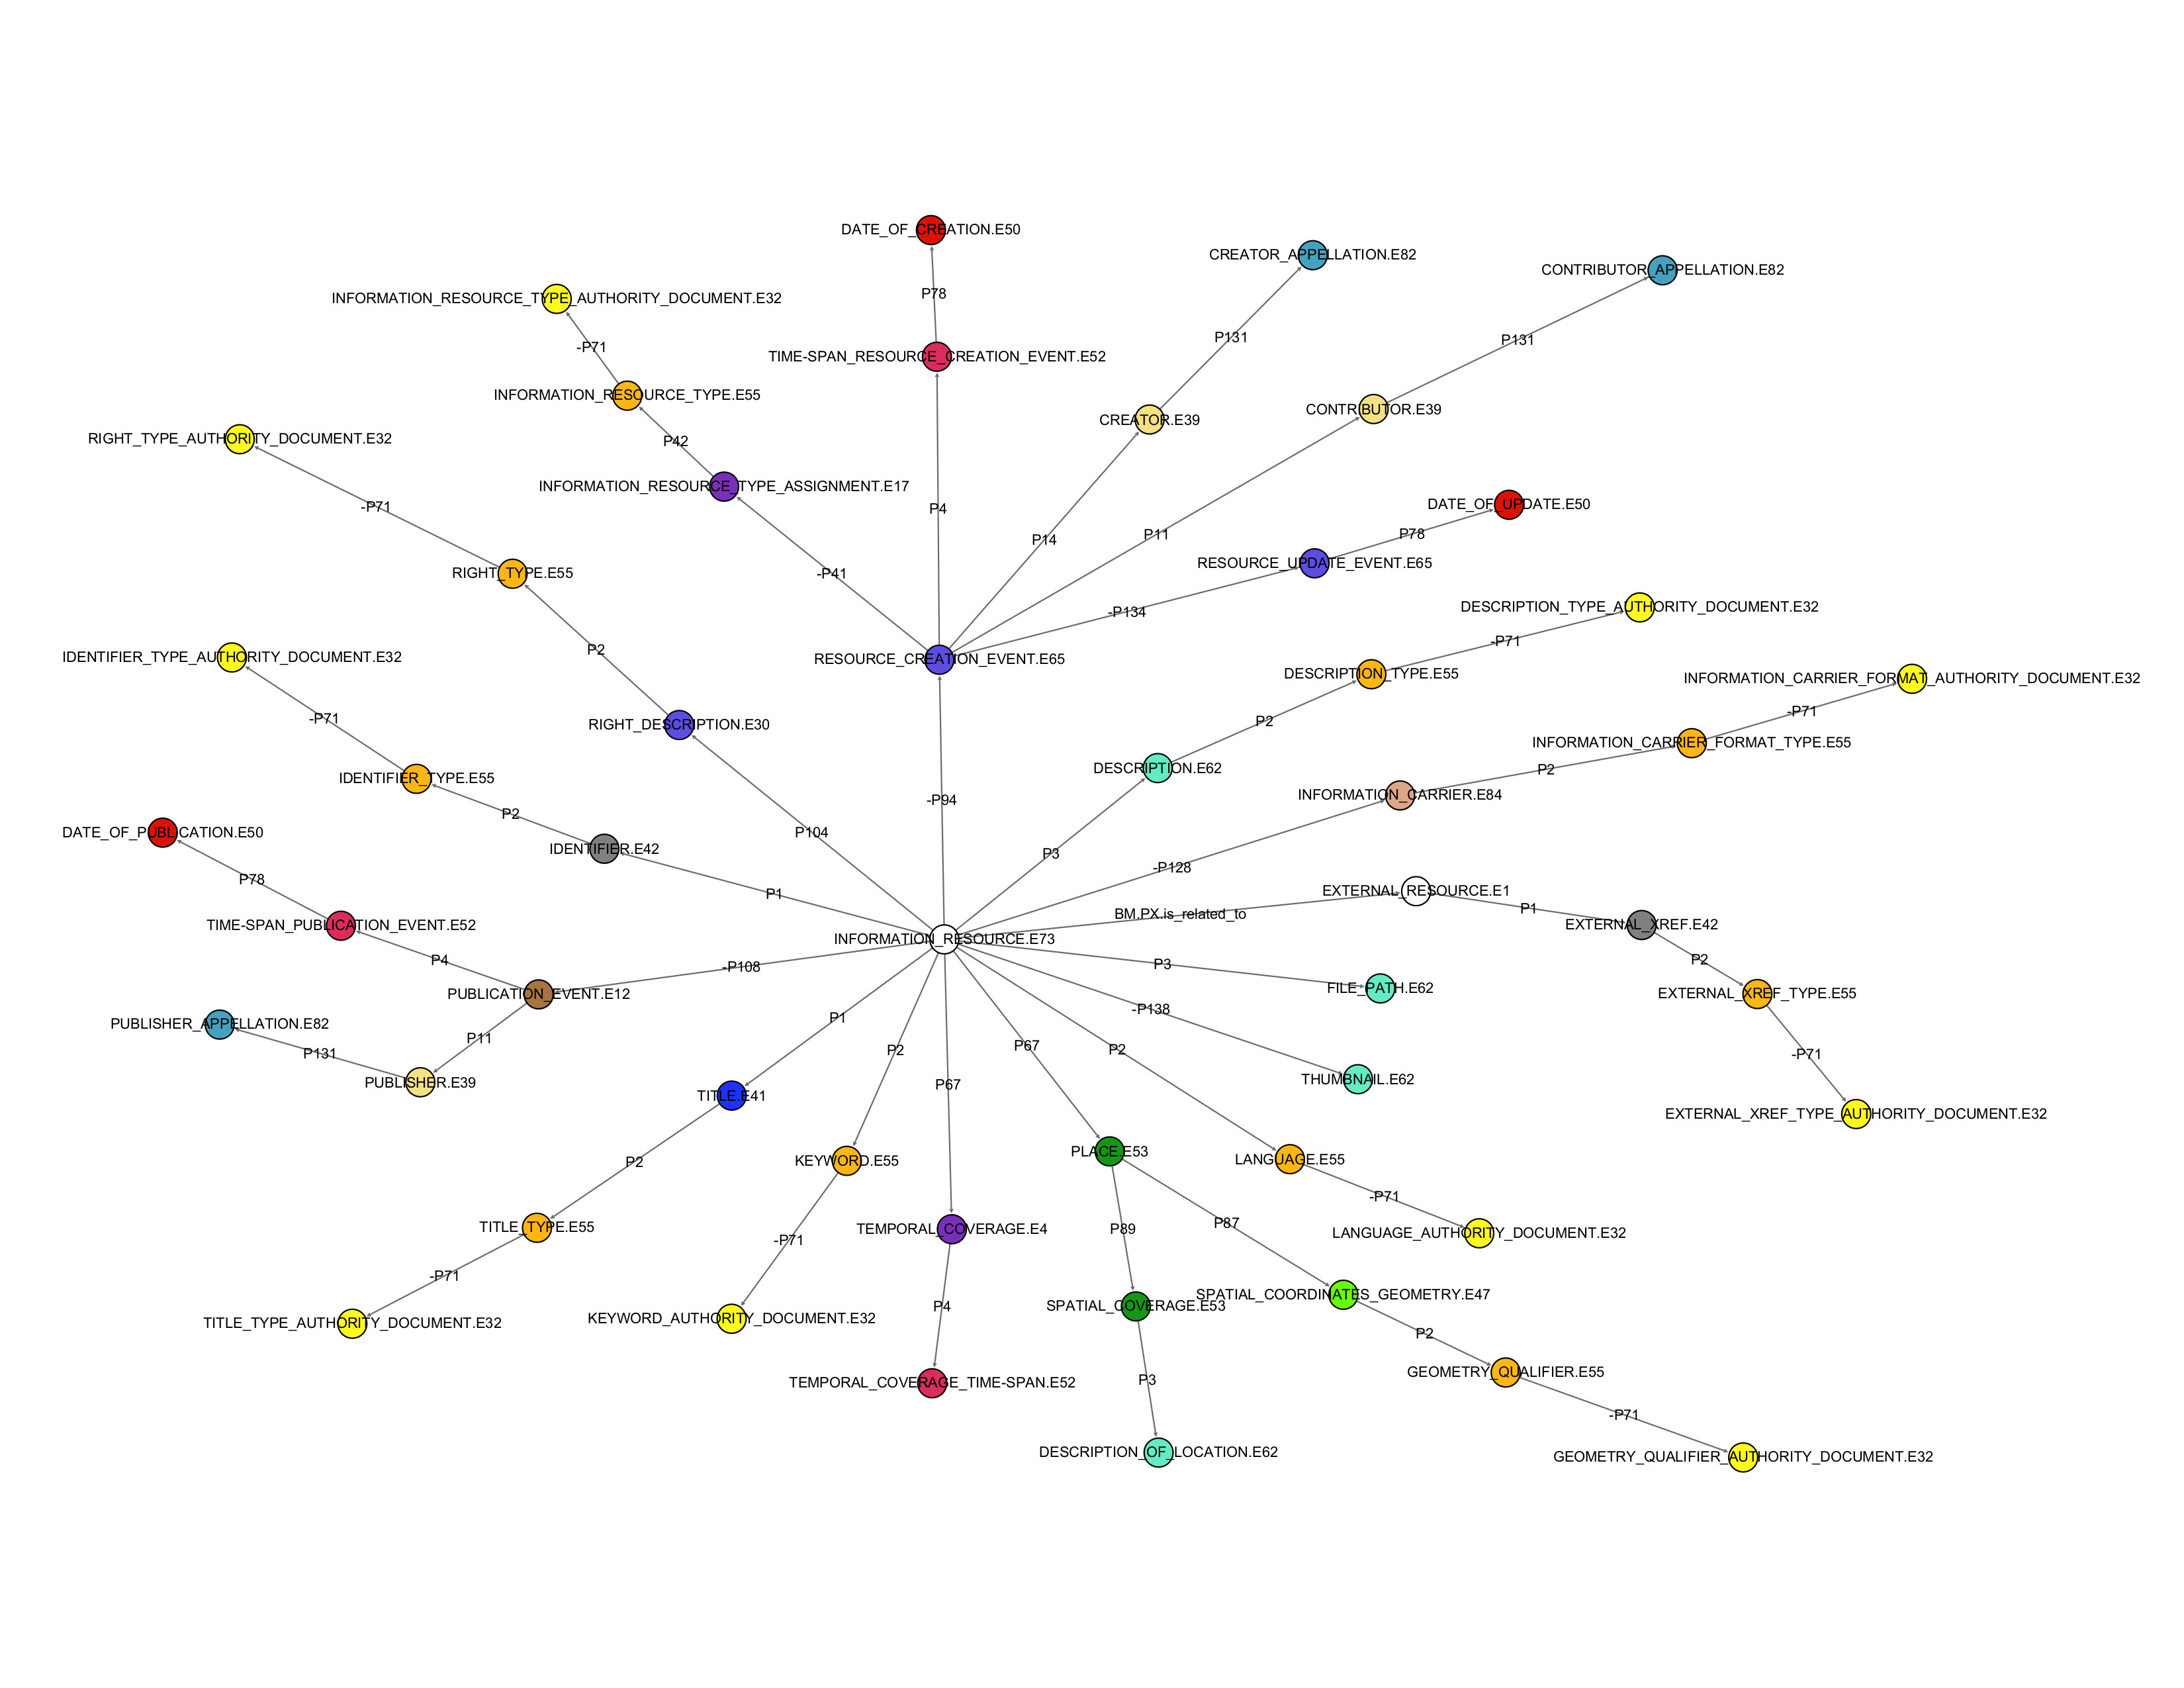 DATE_OF_CREATION.E50
CREATOR_APPELLATION.E82
CONTRIBUTOR_APPELLATION.E82
P78
INFORMATION_RESOURCE_TYPE_AUTHORITY_DOCUMENT.E32
P131
P131
-P71
TIME-SPAN_RESOURCE_CREATION_EVENT.E52
INFORMATION_RESOURCE_TYPE.E55
CONTRIBUTOR.E39
CREATOR.E39
RIGHT_TYPE_AUTHORITY_DOCUMENT.E32
P42
INFORMATION_RESOURCE_TYPE_ASSIGNMENT.E17
DATE_OF_UPDATE.E50
-P71
P4
P14
P11
P78
RESOURCE_UPDATE_EVENT.E65
RIGHT_TYPE.E55
-P41
-P134
DESCRIPTION_TYPE_AUTHORITY_DOCUMENT.E32
-P71
P2
IDENTIFIER_TYPE_AUTHORITY_DOCUMENT.E32
RESOURCE_CREATION_EVENT.E65
DESCRIPTION_TYPE.E55
INFORMATION_CARRIER_FORMAT_AUTHORITY_DOCUMENT.E32
-P71
-P71
RIGHT_DESCRIPTION.E30
P2
INFORMATION_CARRIER_FORMAT_TYPE.E55
IDENTIFIER_TYPE.E55
DESCRIPTION.E62
P2
INFORMATION_CARRIER.E84
-P94
P2
DATE_OF_PUBLICATION.E50
P104
IDENTIFIER.E42
P3
-P128
P78
P1
EXTERNAL_RESOURCE.E1
BM.PX.is_related_to
P1
TIME-SPAN_PUBLICATION_EVENT.E52
EXTERNAL_XREF.E42
INFORMATION_RESOURCE.E73
P4
-P108
P3
P2
PUBLICATION_EVENT.E12
FILE_PATH.E62
EXTERNAL_XREF_TYPE.E55
PUBLISHER_APPELLATION.E82
P1
-P138
P11
P131
P2
P67
P2
-P71
PUBLISHER.E39
P67
THUMBNAIL.E62
TITLE.E41
EXTERNAL_XREF_TYPE_AUTHORITY_DOCUMENT.E32
P2
KEYWORD.E55
PLACE.E53
LANGUAGE.E55
-P71
TITLE_TYPE.E55
TEMPORAL_COVERAGE.E4
P89
P87
LANGUAGE_AUTHORITY_DOCUMENT.E32
-P71
-P71
SPATIAL_COORDINATES_GEOMETRY.E47
P4
SPATIAL_COVERAGE.E53
TITLE_TYPE_AUTHORITY_DOCUMENT.E32
KEYWORD_AUTHORITY_DOCUMENT.E32
P2
TEMPORAL_COVERAGE_TIME-SPAN.E52
P3
GEOMETRY_QUALIFIER.E55
-P71
DESCRIPTION_OF_LOCATION.E62
GEOMETRY_QUALIFIER_AUTHORITY_DOCUMENT.E32